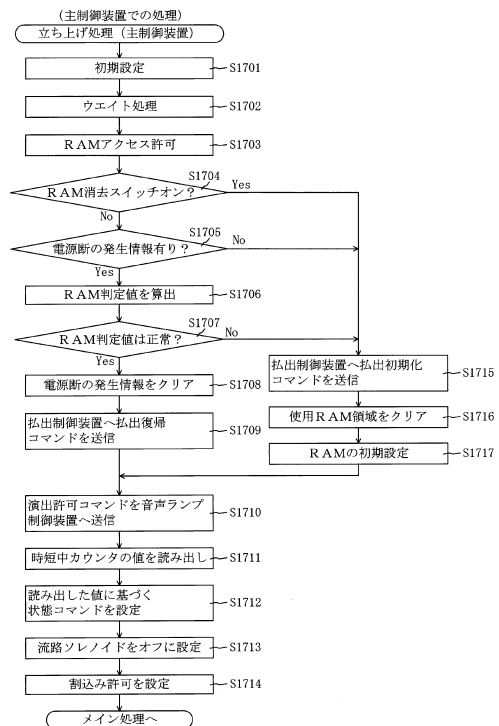 (主制御装置での処理)
立ち上げ処理(主制御装置)
初期設定
S1701
ウエイト処理
S1702
RAMアクセス許可
S1703
RAM消去スイッチオン?
S1704
Yes
No
電源断の発生情報有り?
S1705
No
Yes
RAM判定値を算出
S1706
RAM判定値は正常?
S1707
No
Yes
電源断の発生情報をクリア
S1708
払出制御装置へ払出復帰
コマンドを送信
S1709
払出制御装置へ払出初期化
コマンドを送信
S1715
使用RAM領域をクリア
S1716
RAMの初期設定
S1717
演出許可コマンドを音声ランプ
制御装置へ送信
S1710
時短中カウンタの値を読み出し
S1711
読み出した値に基づく
状態コマンドを設定
S1712
流路ソレノイドをオフに設定
S1713
割込み許可を設定
S1714
メイン処理へ